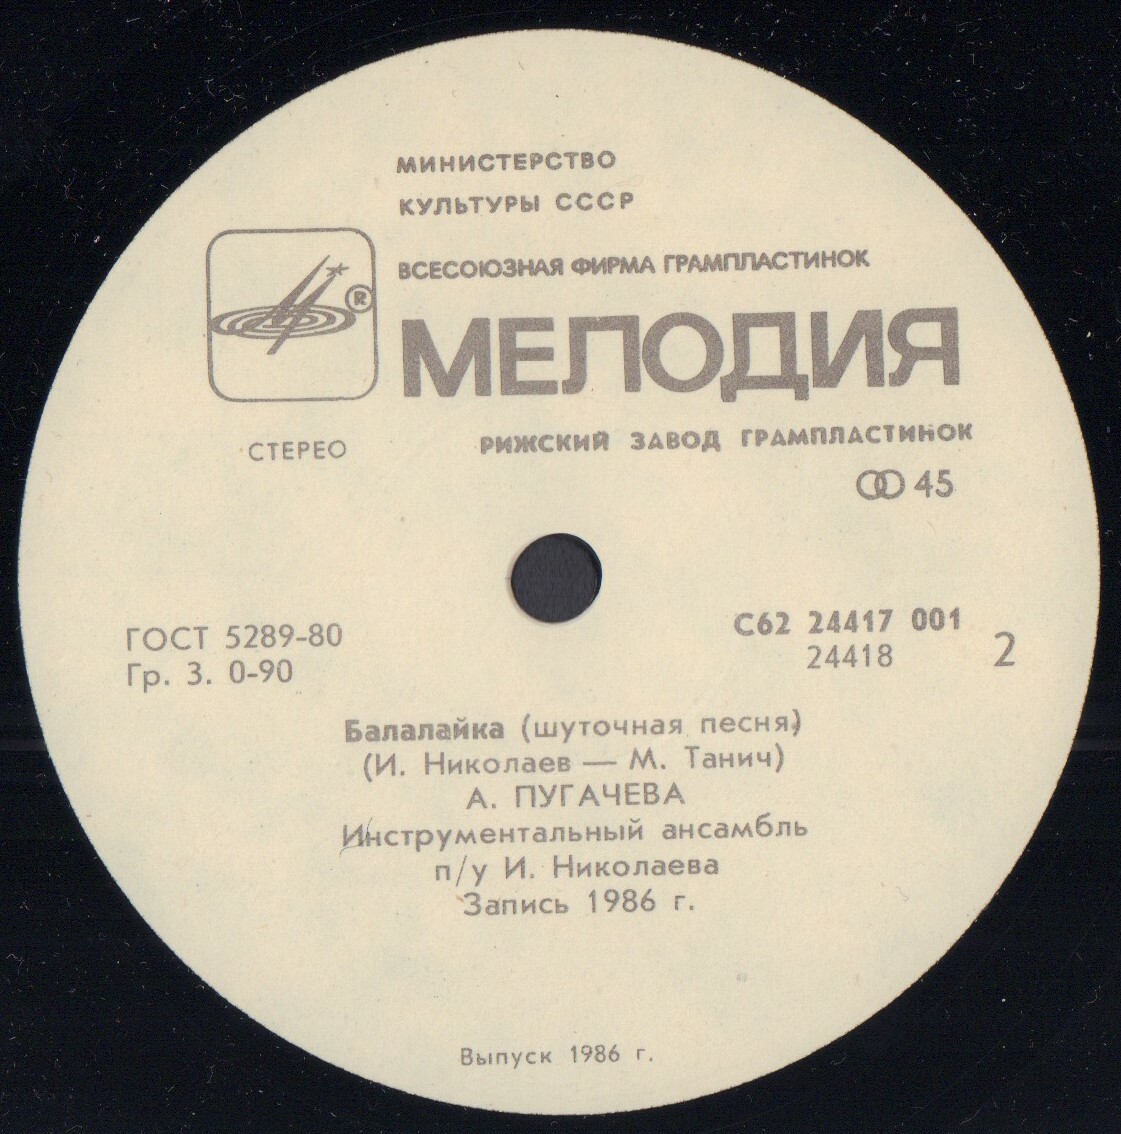 МИНИСТЕРСТВО
КУЛЬТУРЫ СССР
ВСЕСОЮЗНАЯ ФИРМА ГРАМПЛАСТИНОК
®
МЕЛОДИЯ
СТЕРЕО
РИЖСКИЙ ЗАВОД ГРАМПЛАСТИНОК
45
ГОСТ 5289-80
Гр. 3. 0-90
С62 24417 001
24418
2
Балалайка (шуточная песня)
(И. Николаев — М. Танич)
А. ПУГАЧЕВА
Инструментальный ансамбль
п/у И. Николаева
Запись 1986 г.
Выпуск 1986 г.